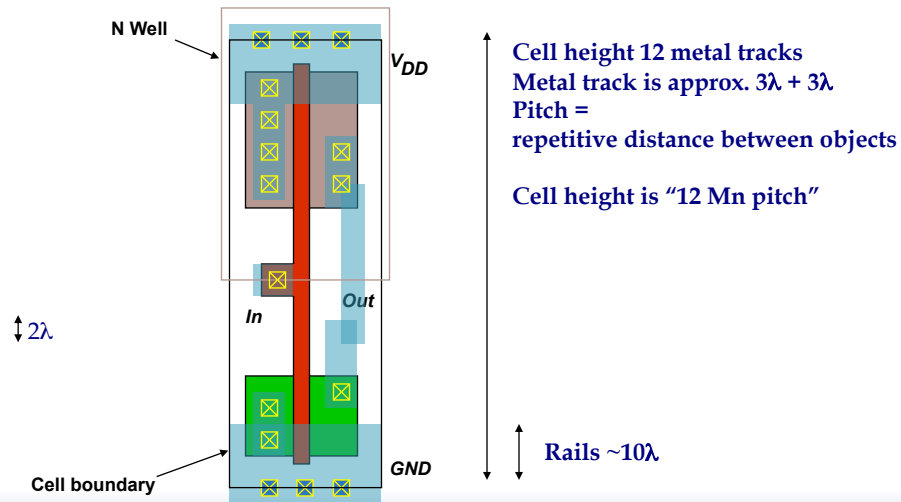 N Well
VDD
Cell height 12 metal tracks
Metal track is approx. 3λ + 3λ
Pitch =
repetitive distance between objects
Cell height is “12 Mn pitch”
In
Out
2λ
Rails ~10λ
GND
Cell boundary